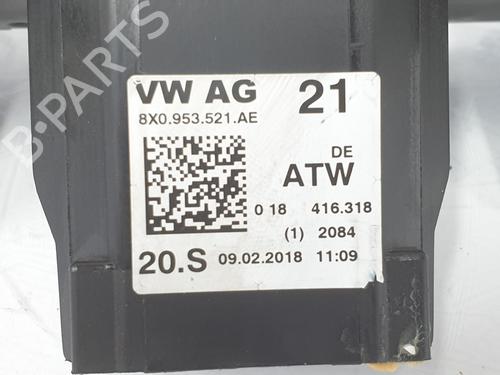 VW AG 21
8X0.953.521.AE
DE
ATW
0 18 416.318
(1) 2084
20.S 09.02.2018 11:09
B-PARTS